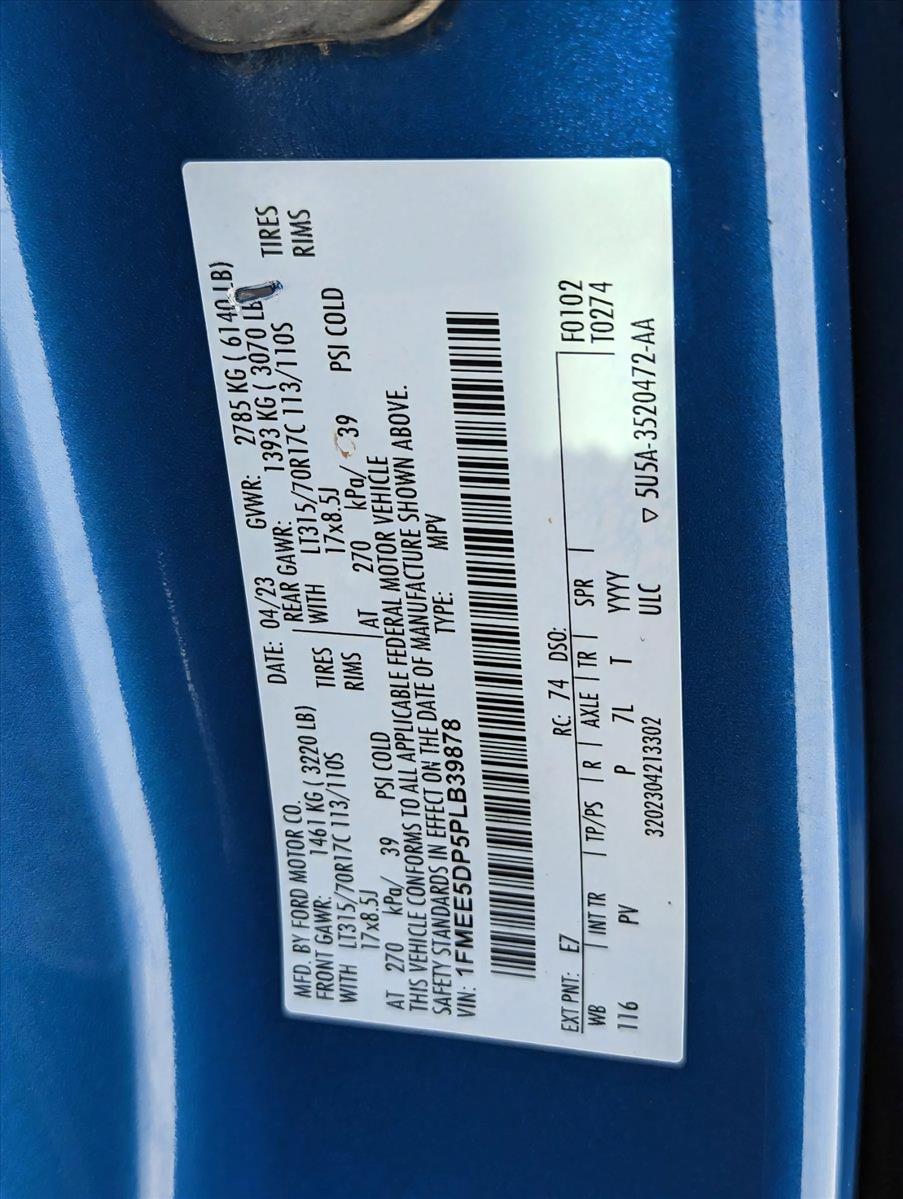 MFD. BY FORD MOTOR CO.
DATE: 04/23 GVWR: 2785 KG ( 6140 LB)
FRONT GAWR: 1461 KG ( 3220 LB) REAR GAWR: 1393 KG ( 3070 LB)
WITH LT315/70R17C 113/110S TIRES WITH LT315/70R17C 113/110S TIRES
17x8.5J RIMS 17x8.5J RIMS
AT 270 kPa/ 39 PSI COLD AT 270 kPa/ 39 PSI COLD
THIS VEHICLE CONFORMS TO ALL APPLICABLE FEDERAL MOTOR VEHICLE
SAFETY STANDARDS IN EFFECT ON THE DATE OF MANUFACTURE SHOWN ABOVE.
VIN: 1FMEE5DP5PLB39878 TYPE: MPV
EXT PNT: E7 RC: 74 DSO: F0102
WB INT TR TP/PS R AXLE TR SPR T0274
116 PV P 7L T YYYY
3202304213302 ULC ▽ 5U5A-3520472-AA